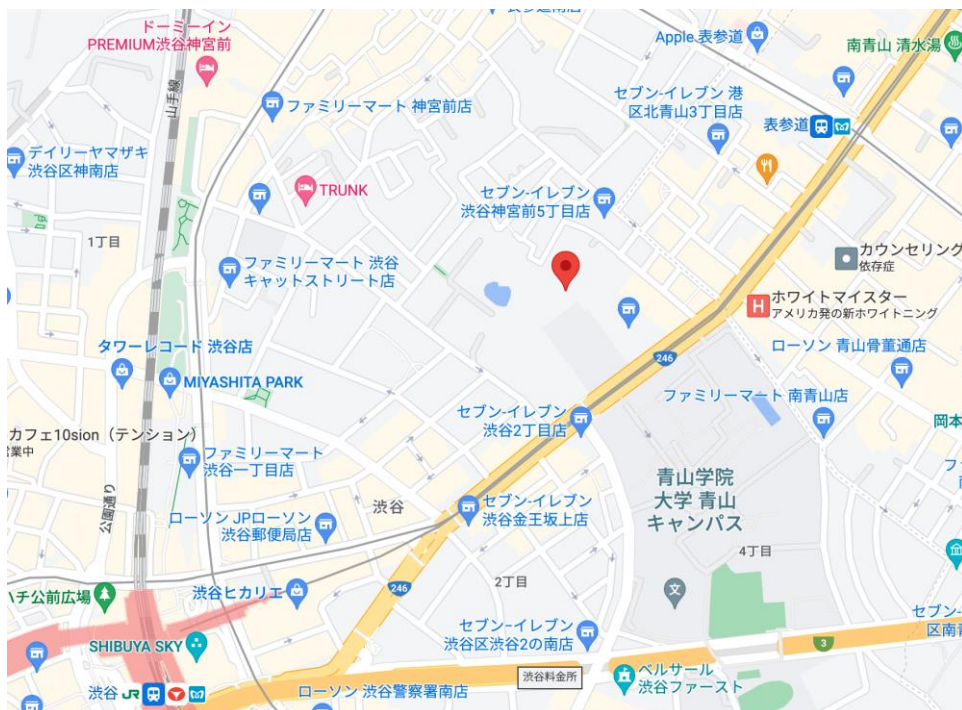 表参道南店
ドーミーイン
PREMIUM渋谷神宮前
Apple 表参道
南青山 清水湯
山手線
ファミリーマート 神宮前店
セブン-イレブン 港
区北青山3丁目店
表参道
デイリーヤマザキ
渋谷区神南店
TRUNK
セブン-イレブン
渋谷神宮前5丁目店
1丁目
ファミリーマート 渋谷
キャットストリート店
カウンセリング
依存症
ホワイトマイスター
アメリカ発の新ホワイトニング
タワーレコード 渋谷店
246
ローソン 青山骨董通店
MIYASHITA PARK
ファミリーマート 南青山店
セブン-イレブン
渋谷2丁目店
岡本
カフェ10sion（テンション）
営業中
ファミリーマート
渋谷一丁目店
青山学院
大学 青山
キャンパス
公園通り
渋谷
セブン-イレブン
渋谷金王坂上店
ローソン JPローソン
渋谷郵便局店
4丁目
2丁目
246
渋谷ヒカリエ
ハチ公前広場
文
セブン-
区南青
SHIBUYA SKY
セブン-イレブン
渋谷区渋谷2の南店
3
渋谷料金所
ベルサール
渋谷ファースト
渋谷 JR
ローソン 渋谷警察署南店